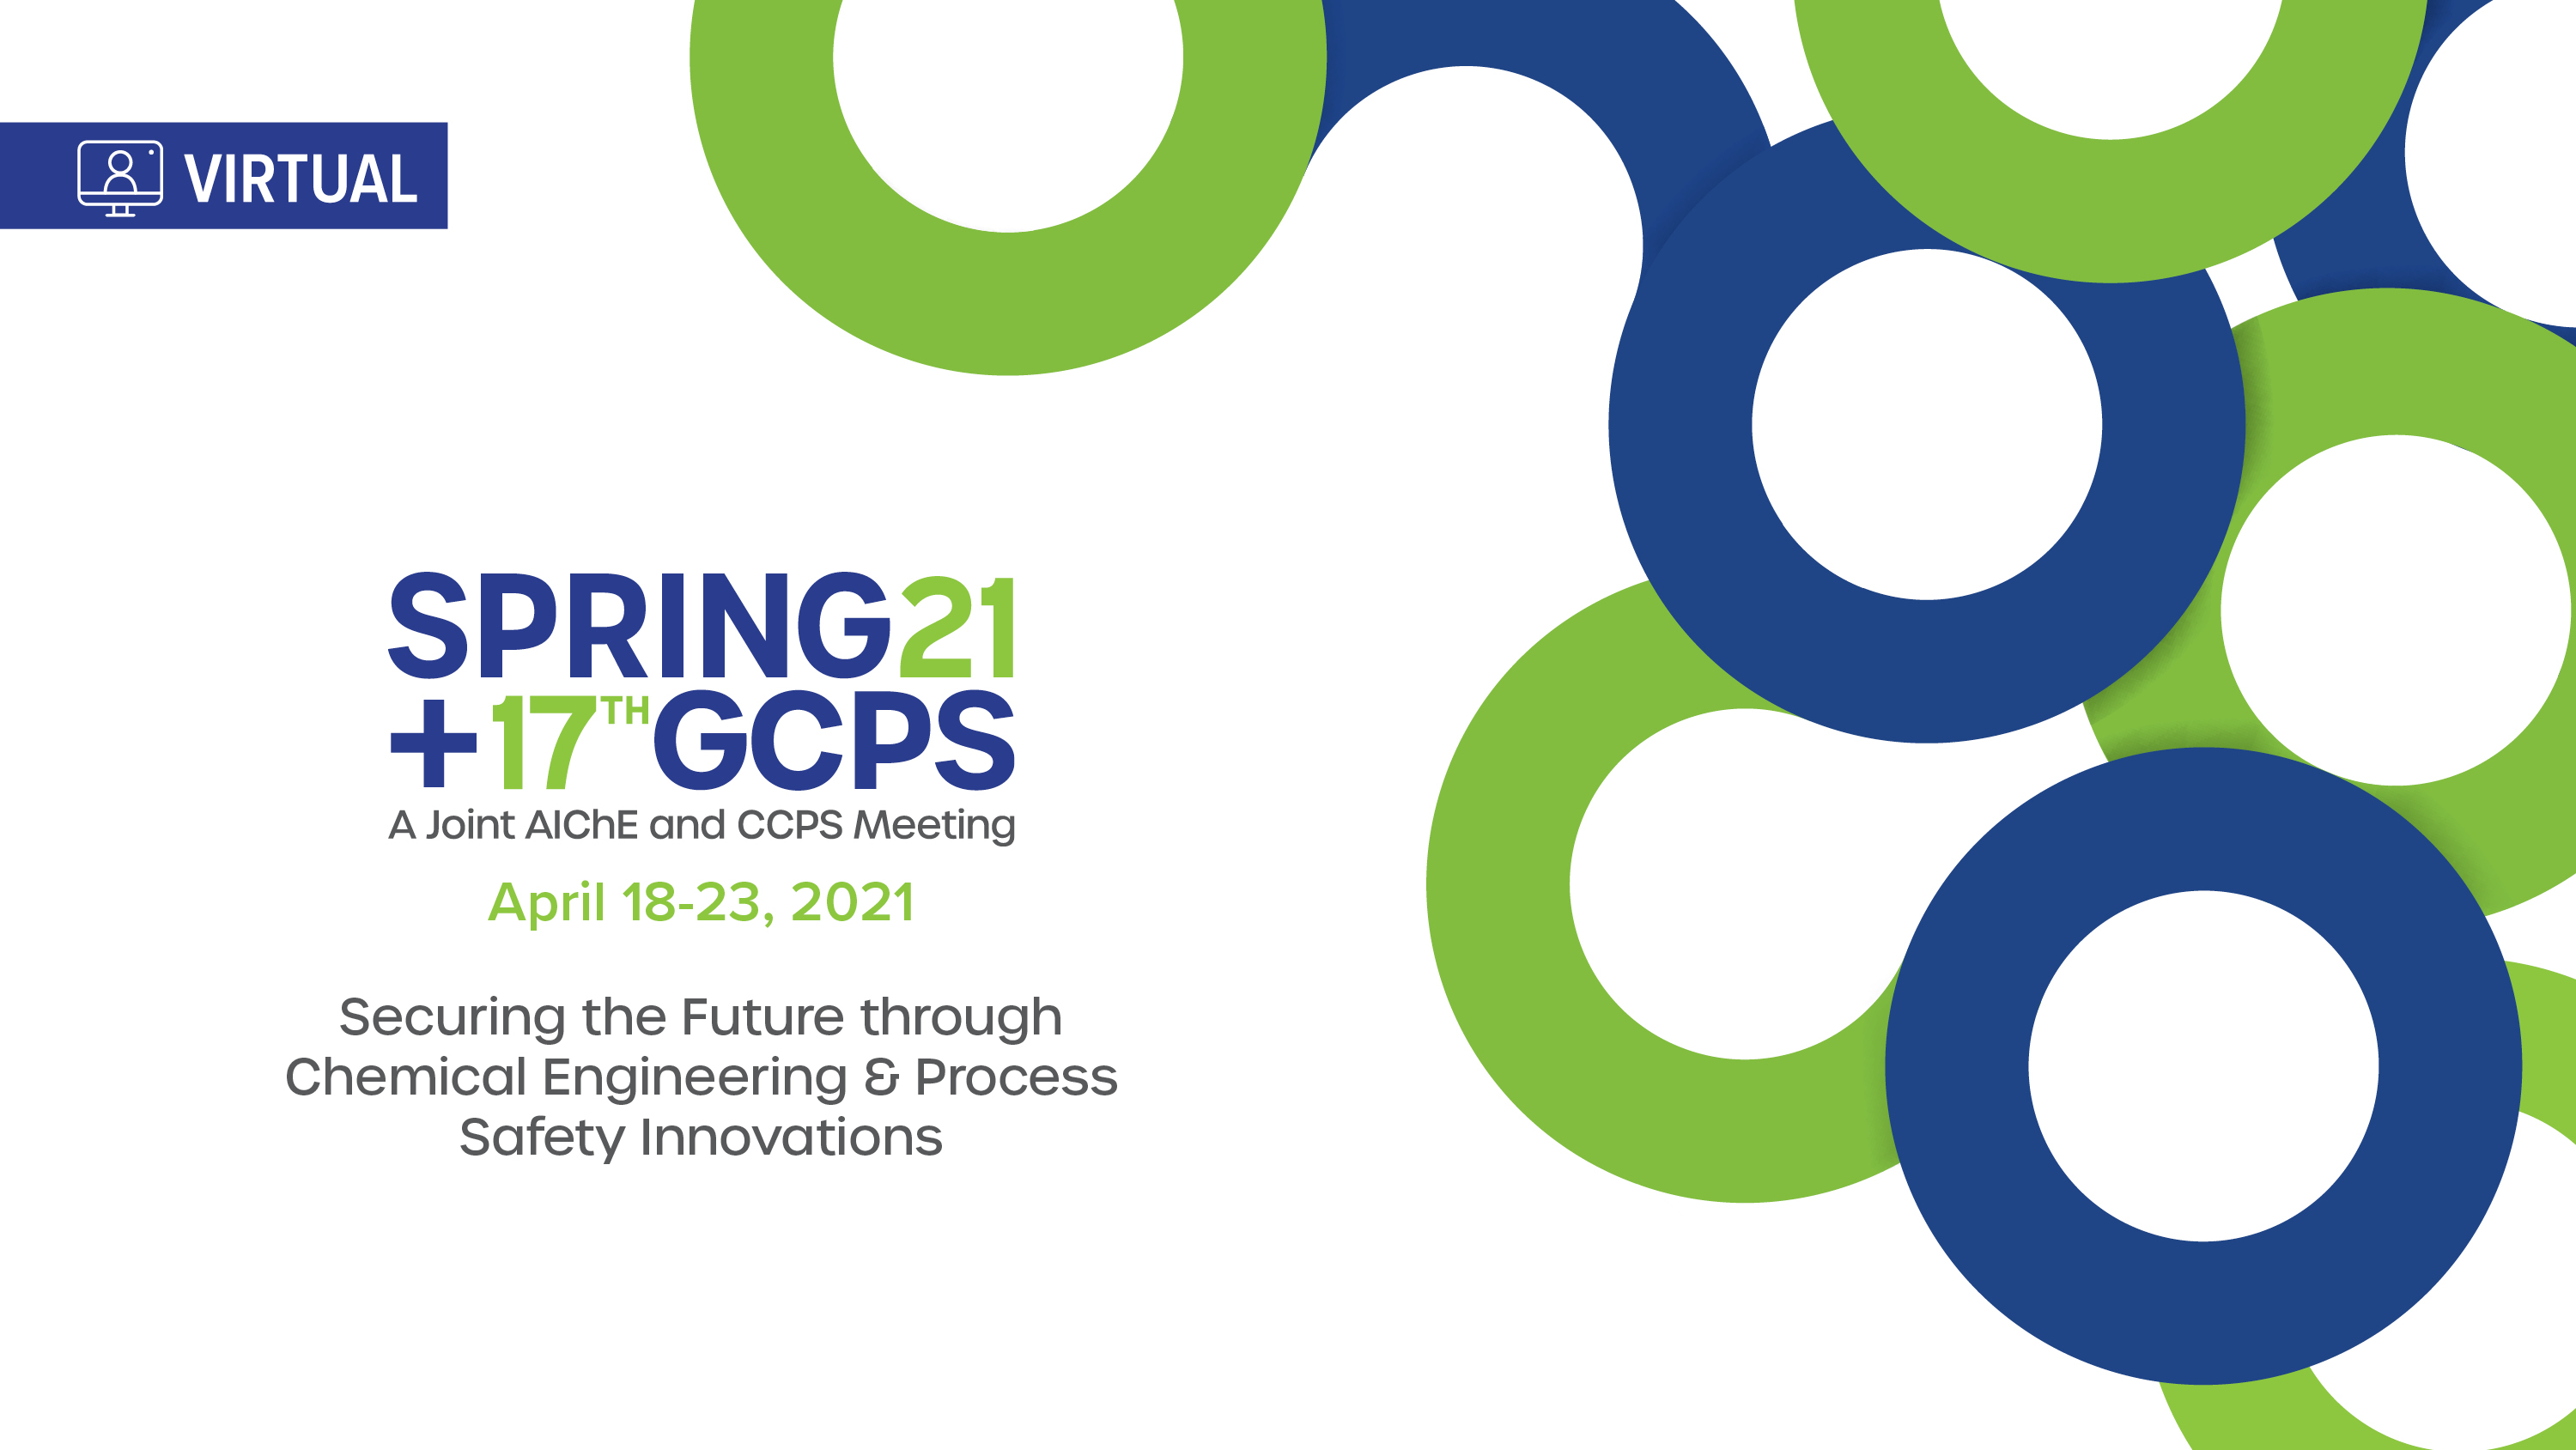 VIRTUAL
SPRING21
+17TH GCPS
A Joint AIChE and CCPS Meeting
April 18-23, 2021
Securing the Future through
Chemical Engineering & Process
Safety Innovations